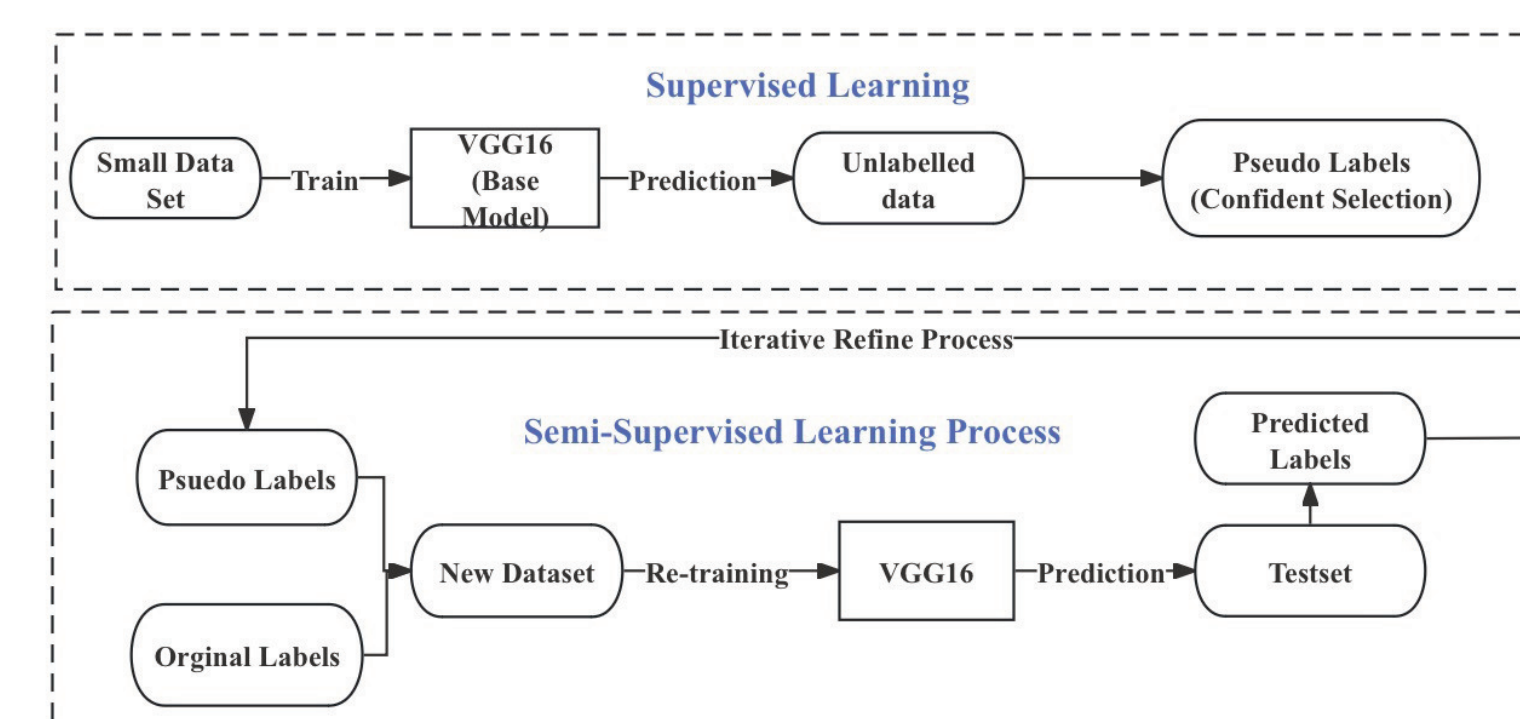 Supervised Learning
Small Data
Set
Train
VGG16
(Base
Model)
Prediction
Unlabelled
data
Pseudo Labels
(Confident Selection)
Iterative Refine Process
Semi-Supervised Learning Process
Psuedo Labels
Orginal Labels
New Dataset
Re-training
VGG16
Prediction
Testset
Predicted
Labels